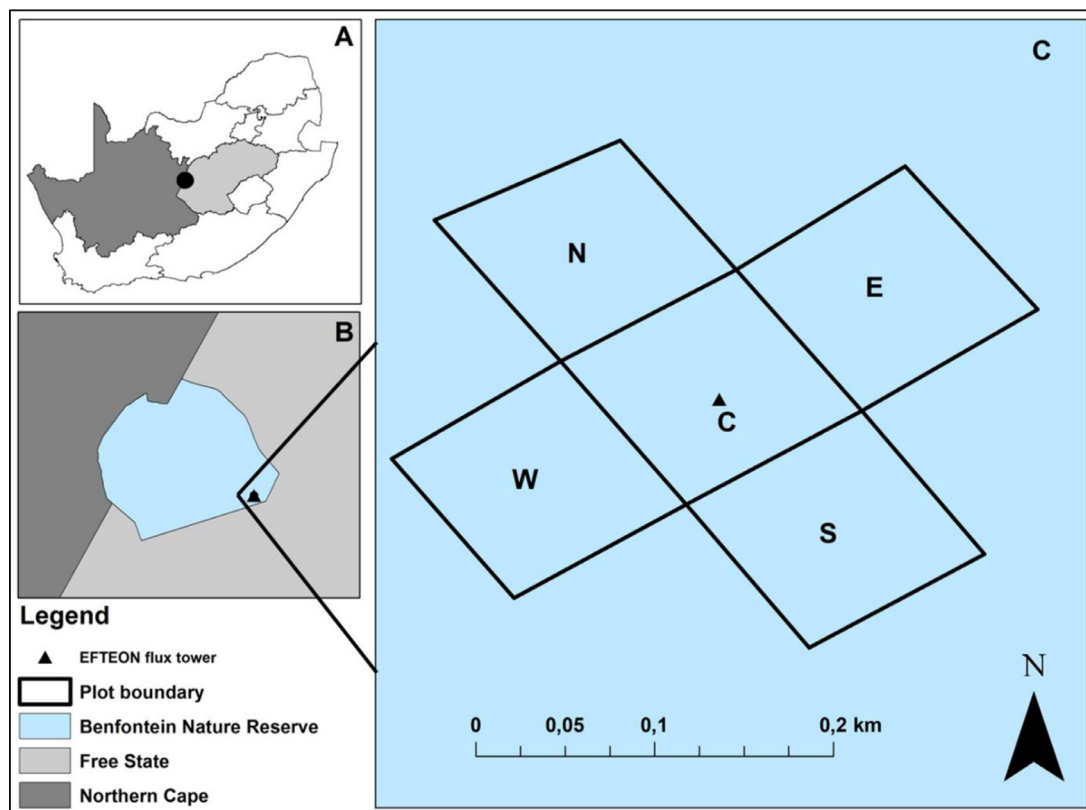 A
B
Legend
EFTEON flux tower
Plot boundary
Benfontein Nature Reserve
Free State
Northern Cape
C
N
E
C
W
S
0 0,05 0,1 0,2 km
N